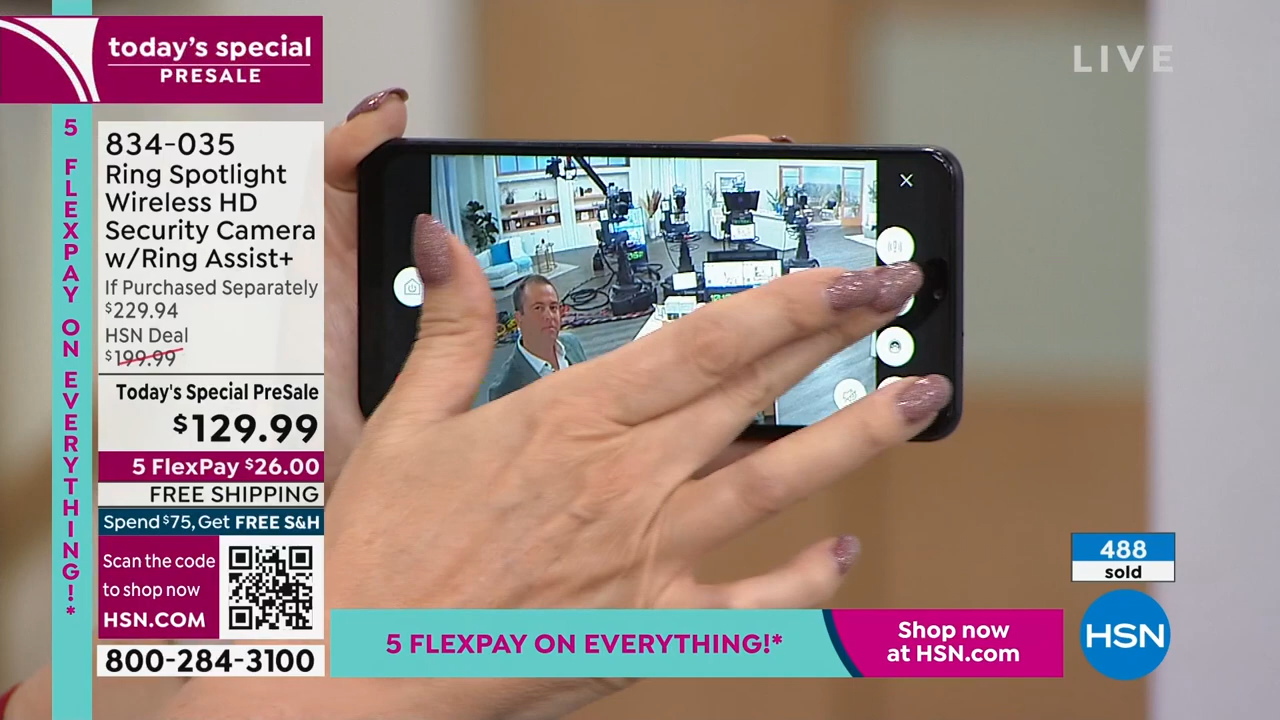 today's special
PRESALE
5 FLEXPAY ON EVERYTHING!*
834-035
Ring Spotlight
Wireless HD
Security Camera
w/Ring Assist+
If Purchased Separately
$229.94
HSN Deal
$199.99
Today's Special PreSale
$129.99
5 FlexPay $26.00
FREE SHIPPING
Spend $75, Get FREE S&H
Scan the code
to shop now
HSN.COM
800-284-3100
LIVE
488
sold
5 FLEXPAY ON EVERYTHING!*
Shop now
at HSN.com
HSN